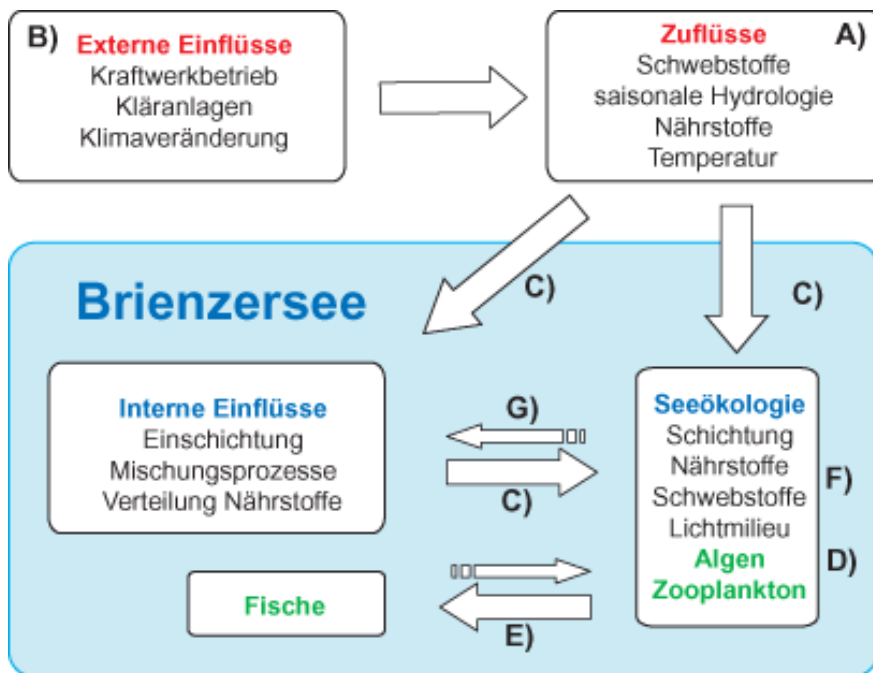 B)
Externe Einflüsse
Kraftwerkbetrieb
Kläranlagen
Klimaveränderung
Zuflüsse
A)
Schwebstoffe
saisonale Hydrologie
Nährstoffe
Temperatur
C)
C)
Brienzersee
Interne Einflüsse
Einschichtung
Mischungsprozesse
Verteilung Nährstoffe
G)
C)
Seeökologie
Schichtung
Nährstoffe
Schwebstoffe
Lichtmilieu
Algen
Zooplankton
F)
D)
Fische
E)